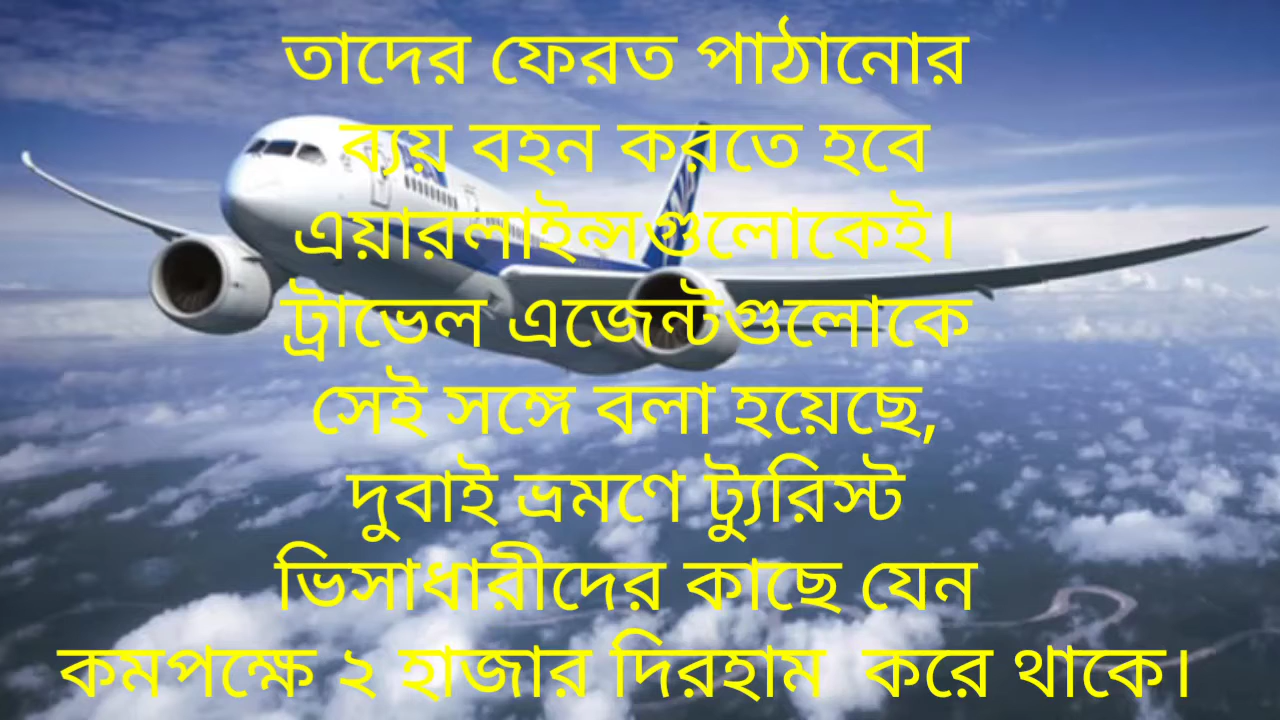 তাদের ফেরত পাঠানোর
ব্যয় বহন করতে হবে
এয়ারলাইন্সগুলোকেই।
ট্রাভেল এজেন্টগুলোকে
সেই সঙ্গে বলা হয়েছে,
দুবাই ভ্রমণে ট্যুরিস্ট
ভিসাধারীদের কাছে যেন
কমপক্ষে ২ হাজার দিরহাম করে থাকে।